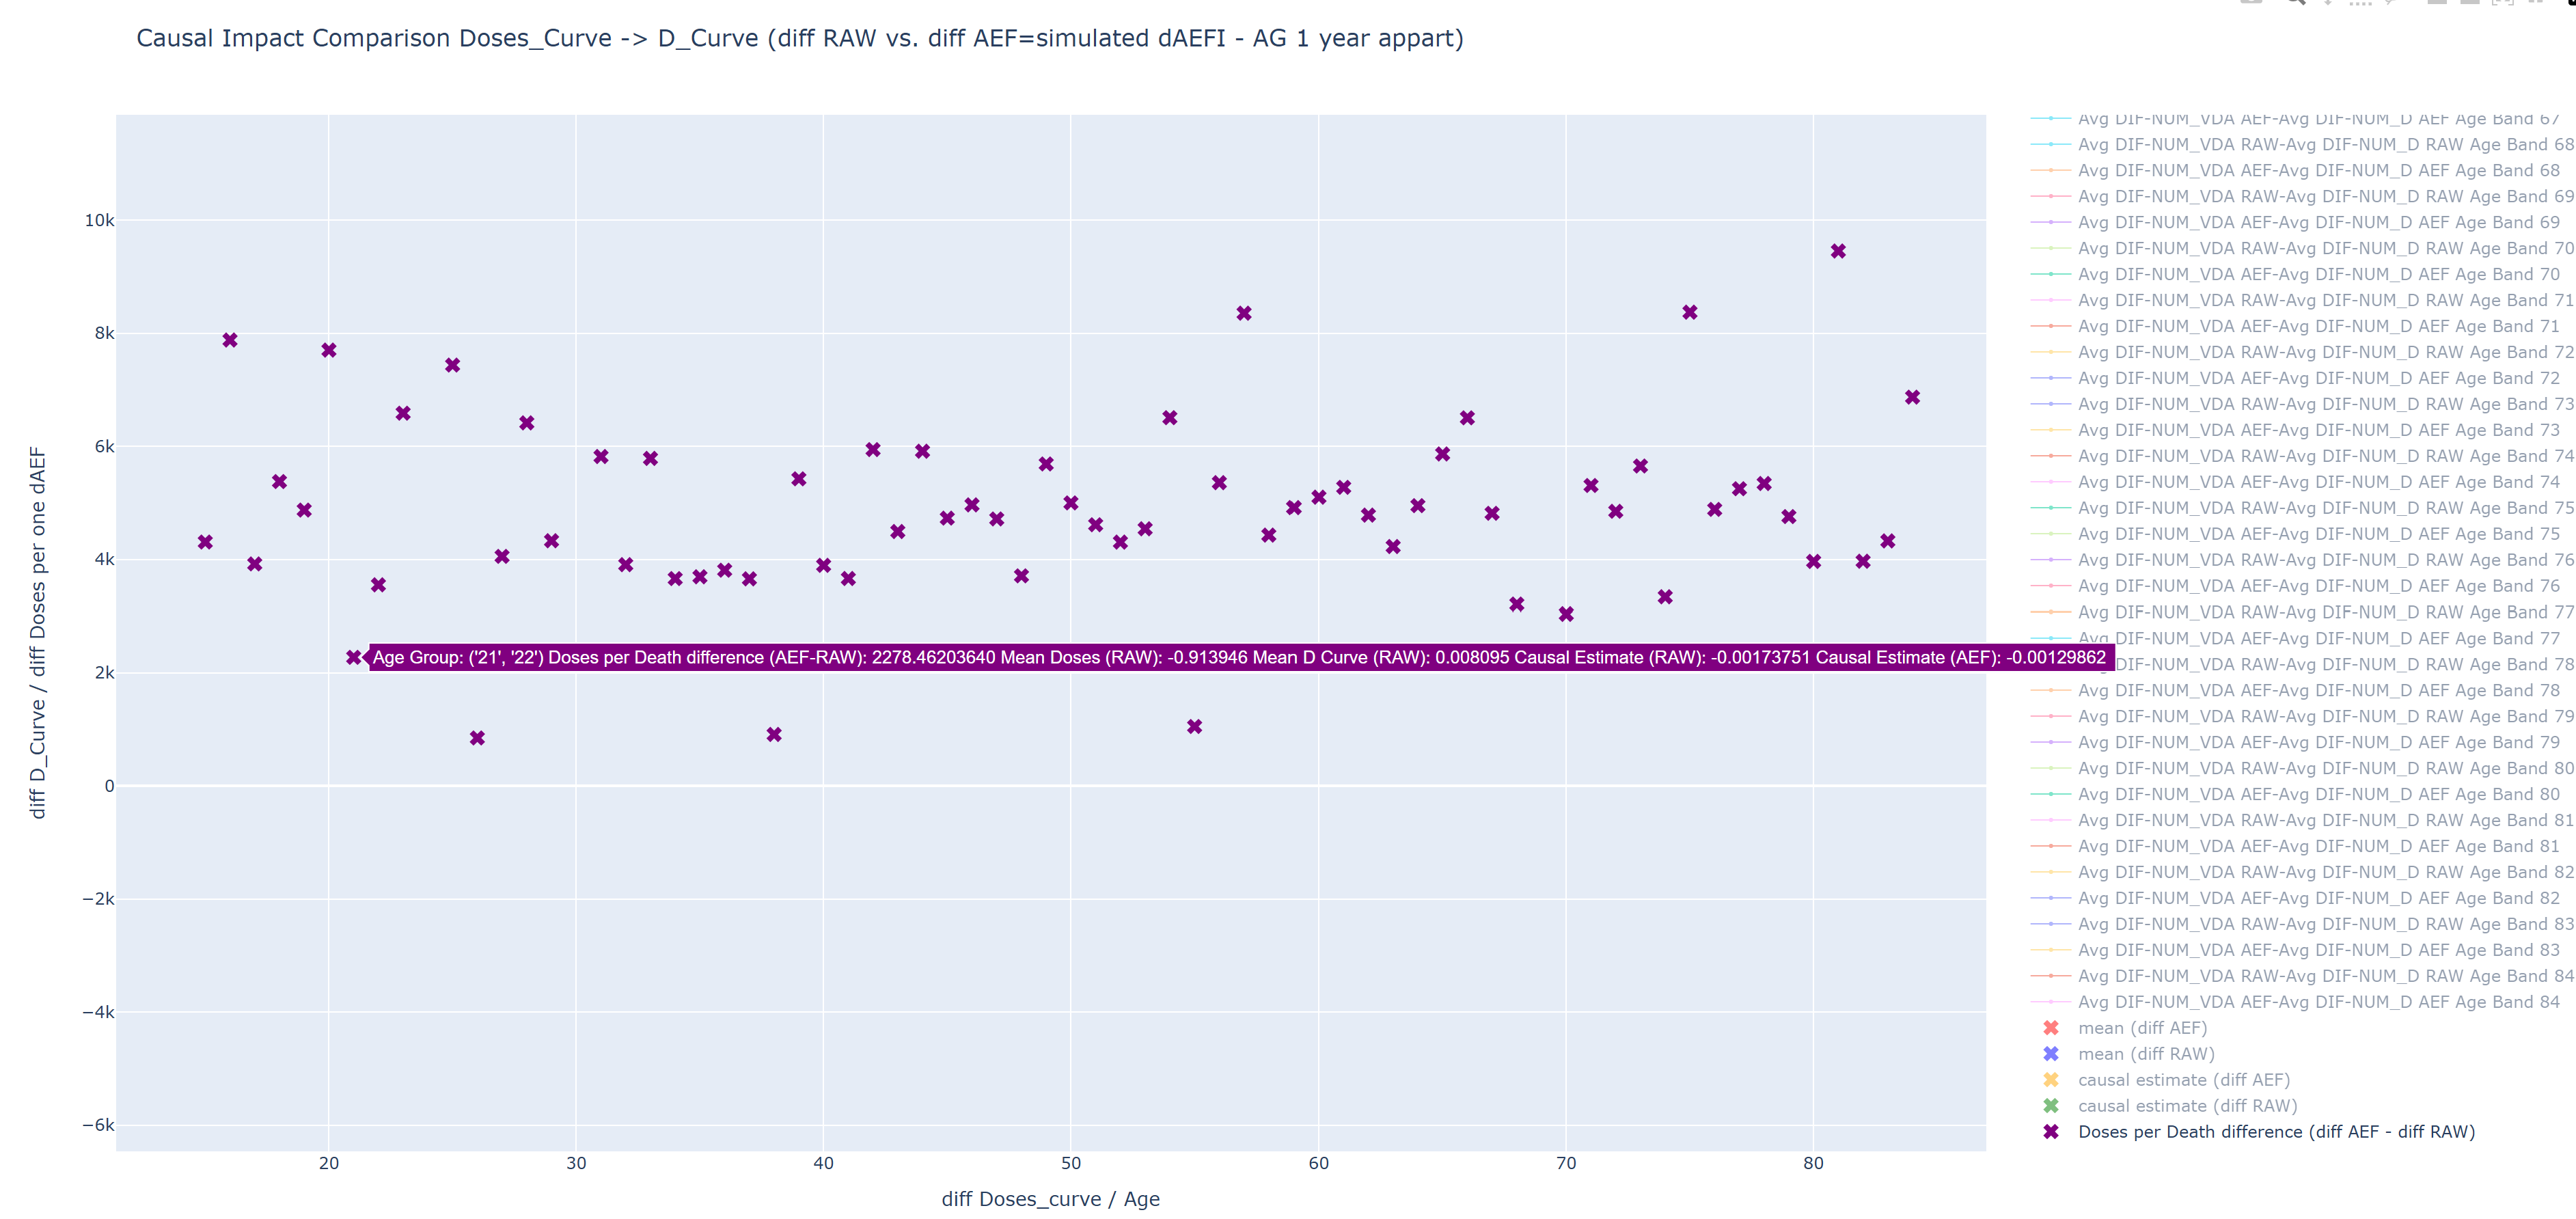 Causal Impact Comparison Doses_Curve -> D_Curve (diff RAW vs. diff AEF=simulated dAEFI - AG 1 year appart)
diff D_Curve / diff Doses per one dAEF
10k
8k
6k
4k
2k
0
−2k
−4k
−6k
Age Group: ('21', '22') Doses per Death difference (AEF-RAW): 2278.46203640 Mean Doses (RAW): -0.913946 Mean D Curve (RAW): 0.008095 Causal Estimate (RAW): -0.00173751 Causal Estimate (AEF): -0.00129862
20 30 40 50 60 70 80
diff Doses_curve / Age
Avg DIF-NUM_VDA AEF-Avg DIF-NUM_D AEF Age Band 67
Avg DIF-NUM_VDA RAW-Avg DIF-NUM_D RAW Age Band 68
Avg DIF-NUM_VDA AEF-Avg DIF-NUM_D AEF Age Band 68
Avg DIF-NUM_VDA RAW-Avg DIF-NUM_D RAW Age Band 69
Avg DIF-NUM_VDA AEF-Avg DIF-NUM_D AEF Age Band 69
Avg DIF-NUM_VDA RAW-Avg DIF-NUM_D RAW Age Band 70
Avg DIF-NUM_VDA AEF-Avg DIF-NUM_D AEF Age Band 70
Avg DIF-NUM_VDA RAW-Avg DIF-NUM_D RAW Age Band 71
Avg DIF-NUM_VDA AEF-Avg DIF-NUM_D AEF Age Band 71
Avg DIF-NUM_VDA RAW-Avg DIF-NUM_D RAW Age Band 72
Avg DIF-NUM_VDA AEF-Avg DIF-NUM_D AEF Age Band 72
Avg DIF-NUM_VDA RAW-Avg DIF-NUM_D RAW Age Band 73
Avg DIF-NUM_VDA AEF-Avg DIF-NUM_D AEF Age Band 73
Avg DIF-NUM_VDA RAW-Avg DIF-NUM_D RAW Age Band 74
Avg DIF-NUM_VDA AEF-Avg DIF-NUM_D AEF Age Band 74
Avg DIF-NUM_VDA RAW-Avg DIF-NUM_D RAW Age Band 75
Avg DIF-NUM_VDA AEF-Avg DIF-NUM_D AEF Age Band 75
Avg DIF-NUM_VDA RAW-Avg DIF-NUM_D RAW Age Band 76
Avg DIF-NUM_VDA AEF-Avg DIF-NUM_D AEF Age Band 76
Avg DIF-NUM_VDA RAW-Avg DIF-NUM_D RAW Age Band 77
Avg DIF-NUM_VDA AEF-Avg DIF-NUM_D AEF Age Band 77
DIF-NUM_VDA RAW-Avg DIF-NUM_D RAW Age Band 78
Avg DIF-NUM_VDA AEF-Avg DIF-NUM_D AEF Age Band 78
Avg DIF-NUM_VDA RAW-Avg DIF-NUM_D RAW Age Band 79
Avg DIF-NUM_VDA AEF-Avg DIF-NUM_D AEF Age Band 79
Avg DIF-NUM_VDA RAW-Avg DIF-NUM_D RAW Age Band 80
Avg DIF-NUM_VDA AEF-Avg DIF-NUM_D AEF Age Band 80
Avg DIF-NUM_VDA RAW-Avg DIF-NUM_D RAW Age Band 81
Avg DIF-NUM_VDA AEF-Avg DIF-NUM_D AEF Age Band 81
Avg DIF-NUM_VDA RAW-Avg DIF-NUM_D RAW Age Band 82
Avg DIF-NUM_VDA AEF-Avg DIF-NUM_D AEF Age Band 82
Avg DIF-NUM_VDA RAW-Avg DIF-NUM_D RAW Age Band 83
Avg DIF-NUM_VDA AEF-Avg DIF-NUM_D AEF Age Band 83
Avg DIF-NUM_VDA RAW-Avg DIF-NUM_D RAW Age Band 84
Avg DIF-NUM_VDA AEF-Avg DIF-NUM_D AEF Age Band 84
mean (diff AEF)
mean (diff RAW)
causal estimate (diff AEF)
causal estimate (diff RAW)
Doses per Death difference (diff AEF - diff RAW)